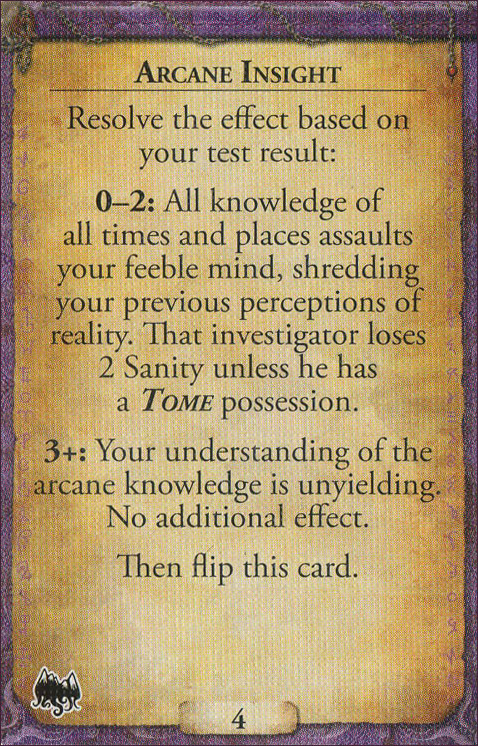 ARCANE INSIGHT
Resolve the effect based on
your test result:
0–2: All knowledge of
all times and places assaults
your feeble mind, shredding
your previous perceptions of
reality. That investigator loses
2 Sanity unless he has
a TOME possession.
3+: Your understanding of the
arcane knowledge is unyielding.
No additional effect.
Then flip this card.
4